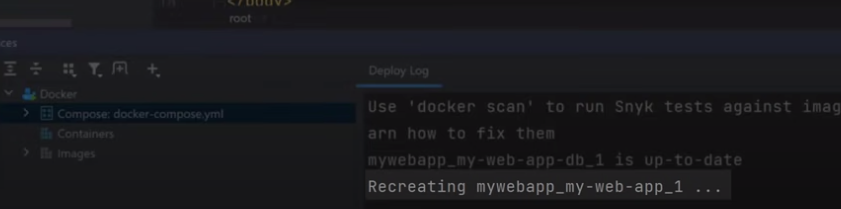 </body>
root
ces
Deploy Log
Docker
Compose: docker-compose.yml
Containers
Images
Use 'docker scan' to run Snyk tests against imag
arn how to fix them
mywebapp_my-web-app-db_1 is up-to-date
Recreating mywebapp_my-web-app_1 ...